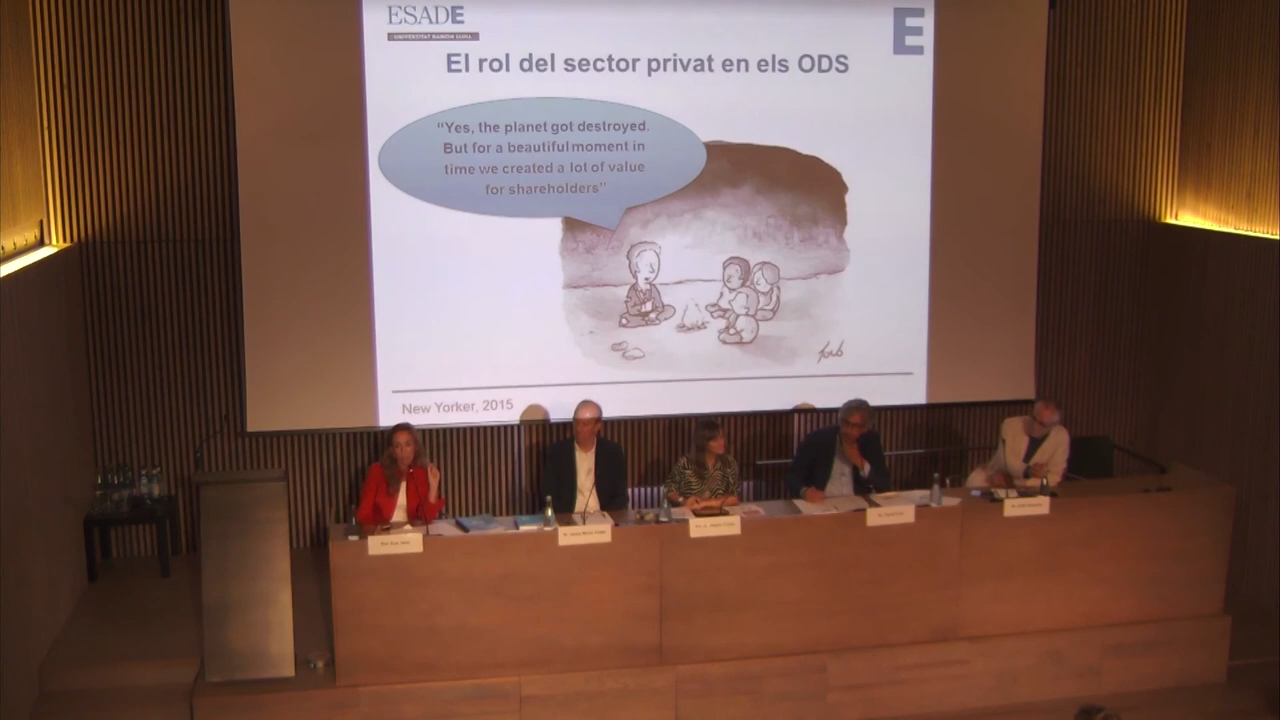 ESADE
UNIVERSITAT RAMON LLULL
E
El rol del sector privat en els ODS
"Yes, the planet got destroyed.
But for a beautiful moment in
time we created a lot of value
for shareholders"
New Yorker, 2015